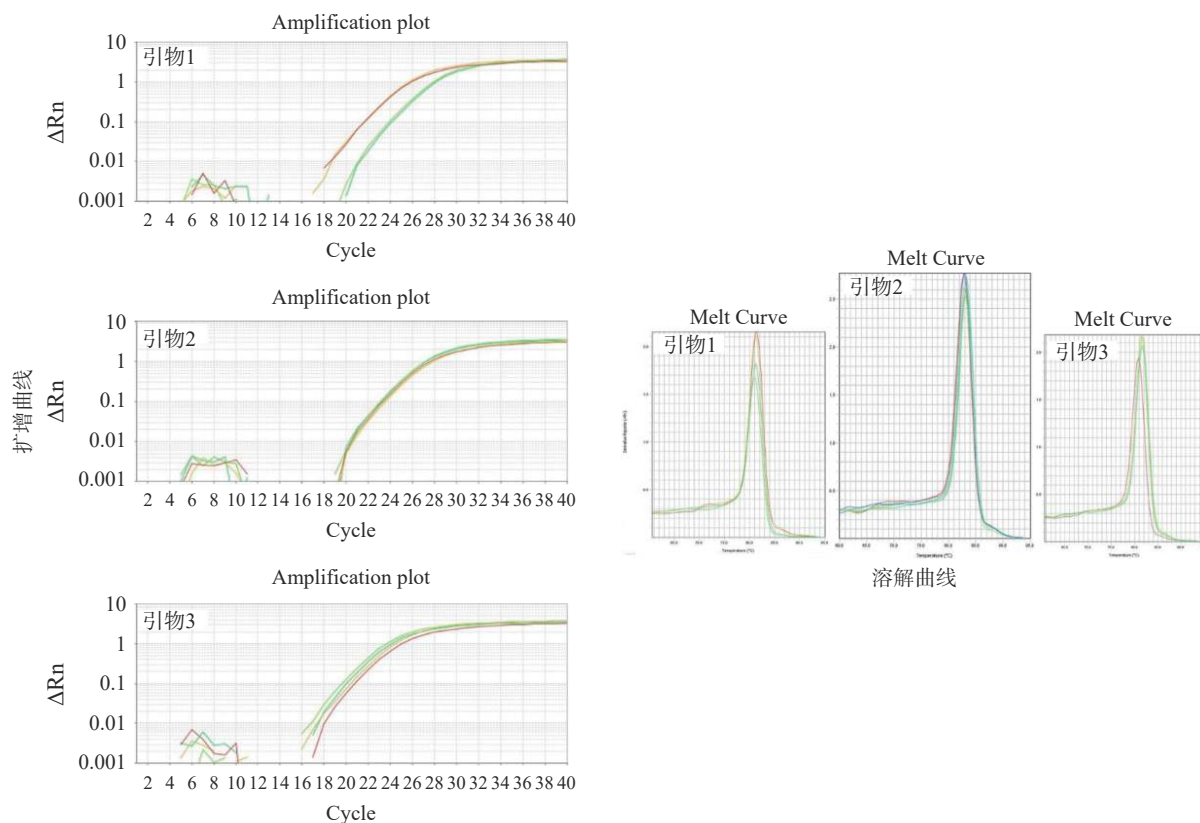 Amplification plot
引物1
10
1
0.1
0.01
0.001
ΔRn
2 4 6 8 10 12 14 16 18 20 22 24 26 28 30 32 34 36 38 40
Cycle
Amplification plot
引物2
10
1
0.1
0.01
0.001
ΔRn
2 4 6 8 10 12 14 16 18 20 22 24 26 28 30 32 34 36 38 40
Cycle
Amplification plot
引物3
10
1
0.1
0.01
0.001
ΔRn
2 4 6 8 10 12 14 16 18 20 22 24 26 28 30 32 34 36 38 40
Cycle
扩增曲线
Melt Curve
引物1
Temperature (°C)
Melt Curve
引物2
Temperature (°C)
Melt Curve
引物3
Temperature (°C)
溶解曲线